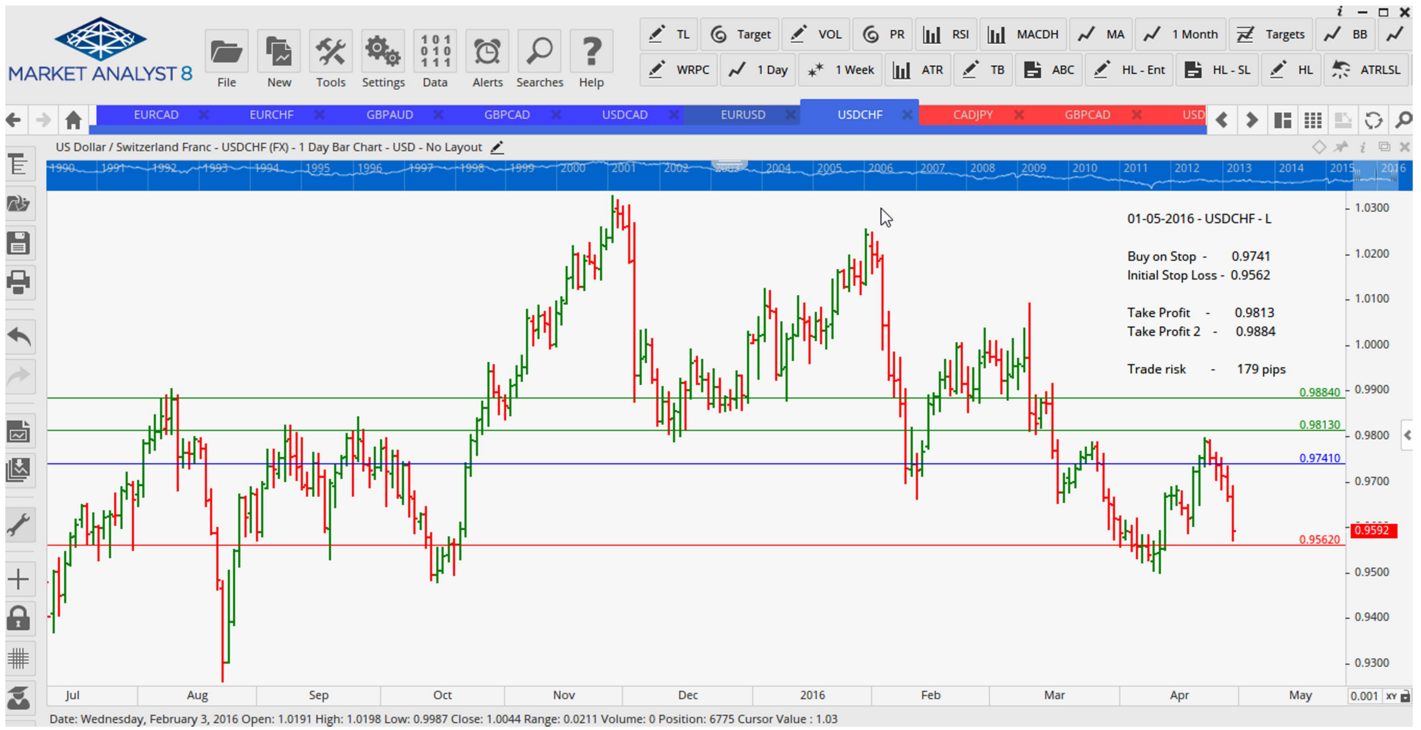 MARKET ANALYST 8
File New Tools Settings Data Alerts Searches Help
101
010
111
TL Target VOL PR RSI MACDH MA 1 Month Targets BB
WRPC 1 Day 1 Week ATR TB ABC HL - Ent HL - SL HL ATRLSL
EURCAD EURCHF GBPAUD GBPCAD USDCAD EURUSD USDCHF CADJPY GBPCAD USD
US Dollar / Switzerland Franc - USDCHF (FX) - 1 Day Bar Chart - USD - No Layout
1990 1991 1992 1993 1994 1995 1996 1997 1998 1999 2000 2001 2002 2003 2004 2005 2006 2007 2008 2009 2010 2011 2012 2013 2014 2015 2016
01-05-2016 - USDCHF - L
Buy on Stop - 0.9741
Initial Stop Loss - 0.9562
Take Profit - 0.9813
Take Profit 2 - 0.9884
Trade risk - 179 pips
1.0300
1.0200
1.0100
1.0000
0.9900
0.98840
0.98130
0.9800
0.97410
0.9700
0.9592
0.95620
0.9500
0.9400
0.9300
Jul Aug Sep Oct Nov Dec 2016 Feb Mar Apr May 0.001 XY
Date: Wednesday, February 3, 2016 Open: 1.0191 High: 1.0198 Low: 0.9987 Close: 1.0044 Range: 0.0211 Volume: 0 Position: 6775 Cursor Value : 1.03